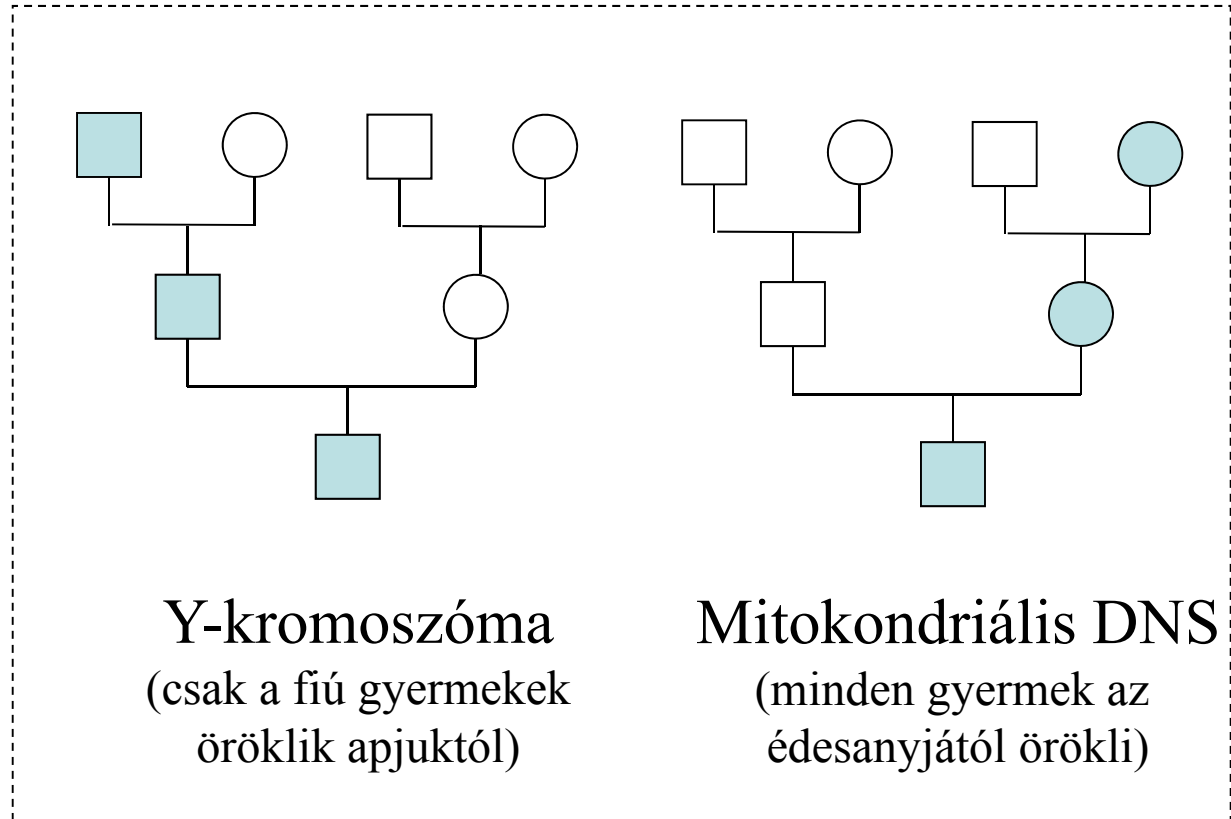 Y-kromoszóma
(csak a fiú gyermekek
öröklik apjuktól)
Mitokondriális DNS
(minden gyermek az
édesanyjától örökli)